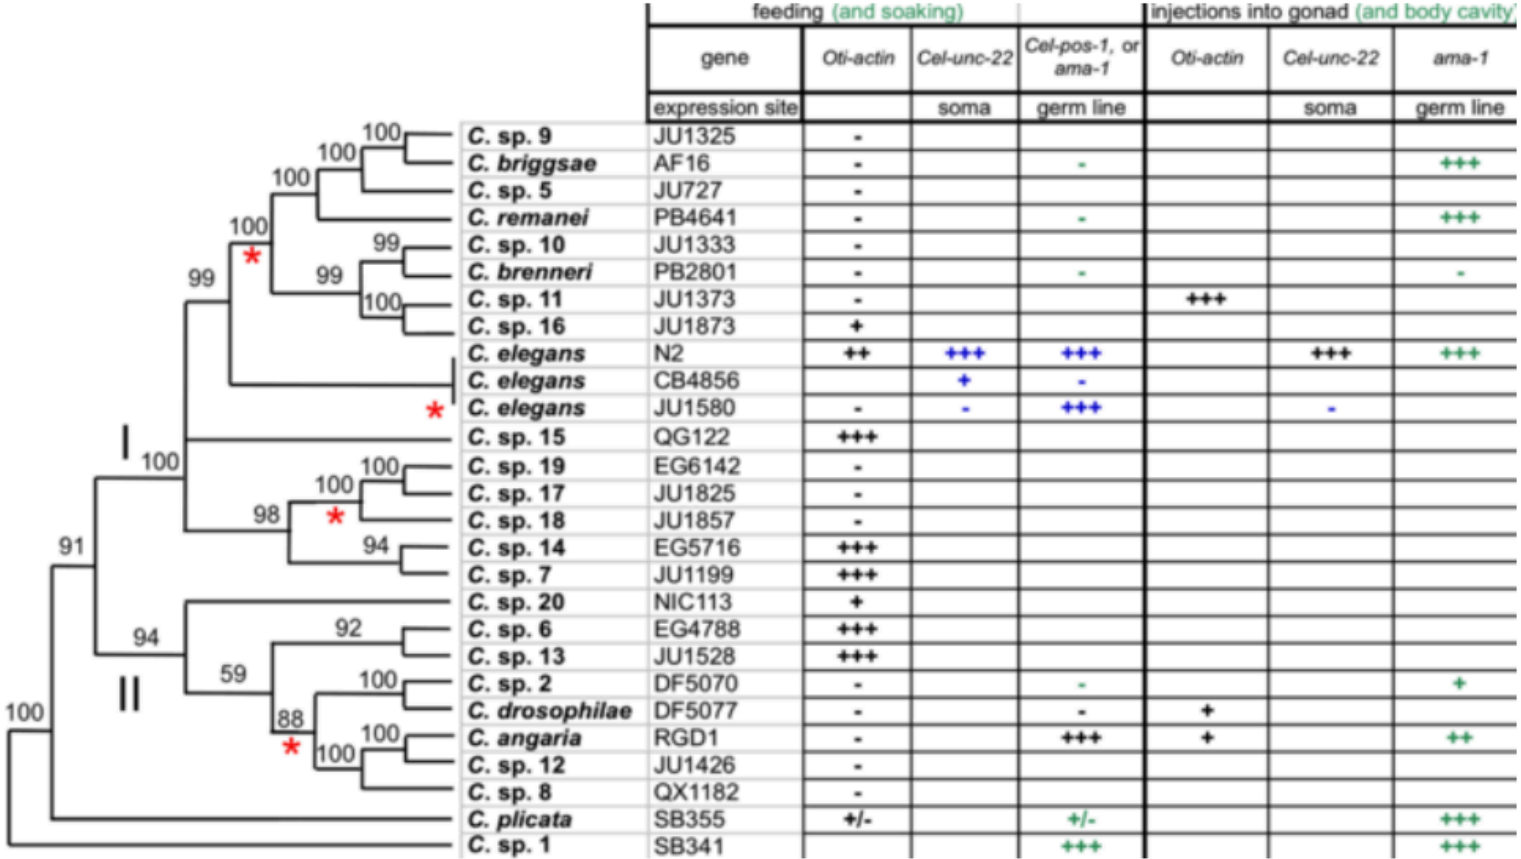 feeding (and soaking) injections into gonad (and body cavity)
gene Oti-actin Cel-unc-22 Cel-pos-1, or ama-1 Oti-actin Cel-unc-22 ama-1
expression site soma germ line soma germ line
100 C. sp. 9 JU1325 -
100 C. briggsae AF16 - - +++
100 C. sp. 5 JU727 -
100 C. remanei PB4641 - - +++
* 99 C. sp. 10 JU1333 -
99 99 C. brenneri PB2801 - - -
100 C. sp. 11 JU1373 - +++
C. sp. 16 JU1873 +
C. elegans N2 ++ +++ +++ +++ +++
C. elegans CB4856 + -
* C. elegans JU1580 - - +++ -
I C. sp. 15 QG122 +++
100 100 C. sp. 19 EG6142 -
100 C. sp. 17 JU1825 -
98 * C. sp. 18 JU1857 -
91 94 C. sp. 14 EG5716 +++
C. sp. 7 JU1199 +++
C. sp. 20 NIC113 +
94 92 C. sp. 6 EG4788 +++
C. sp. 13 JU1528 +++
II 59 100 C. sp. 2 DF5070 - - +
100 88 C. drosophilae DF5077 - - +
* 100 100 C. angaria RGD1 - +++ + ++
C. sp. 12 JU1426 -
C. sp. 8 QX1182 -
C. plicata SB355 +/- +/- +++
C. sp. 1 SB341 +++ +++